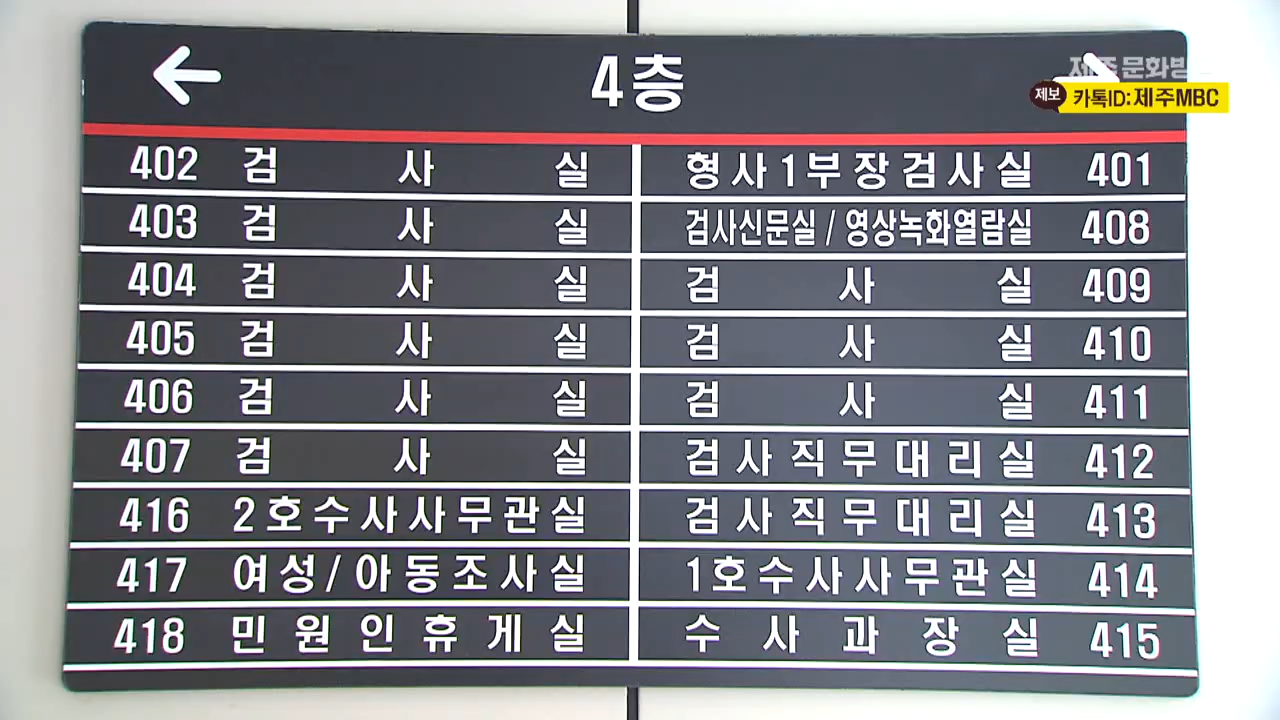 4층
제주문화방
제보 카톡ID:제주MBC
402 검사실 형사1부장검사실 401
403 검사실 검사신문실 / 영상녹화열람실 408
404 검사실 검사실 409
405 검사실 검사실 410
406 검사실 검사실 411
407 검사실 검사직무대리실 412
416 2호수사사무관실 검사직무대리실 413
417 여성/아동조사실 1호수사사무관실 414
418 민원인휴게실 수사과장실 415